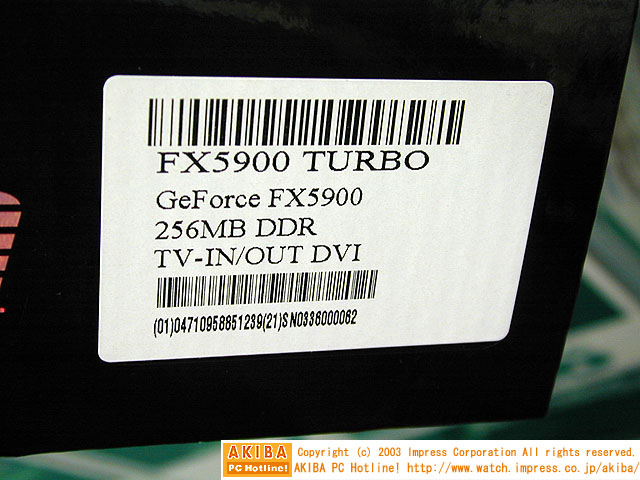 FX5900 TURBO
GeForce FX5900
256MB DDR
TV-IN/OUT DVI
(01)04710958851239(21)SN0336000062
AKIBA
PC Hotline!
Copyright (c) 2003 Impress Corporation All rights reserved.
AKIBA PC Hotline! http://www.watch.impress.co.jp/akiba/